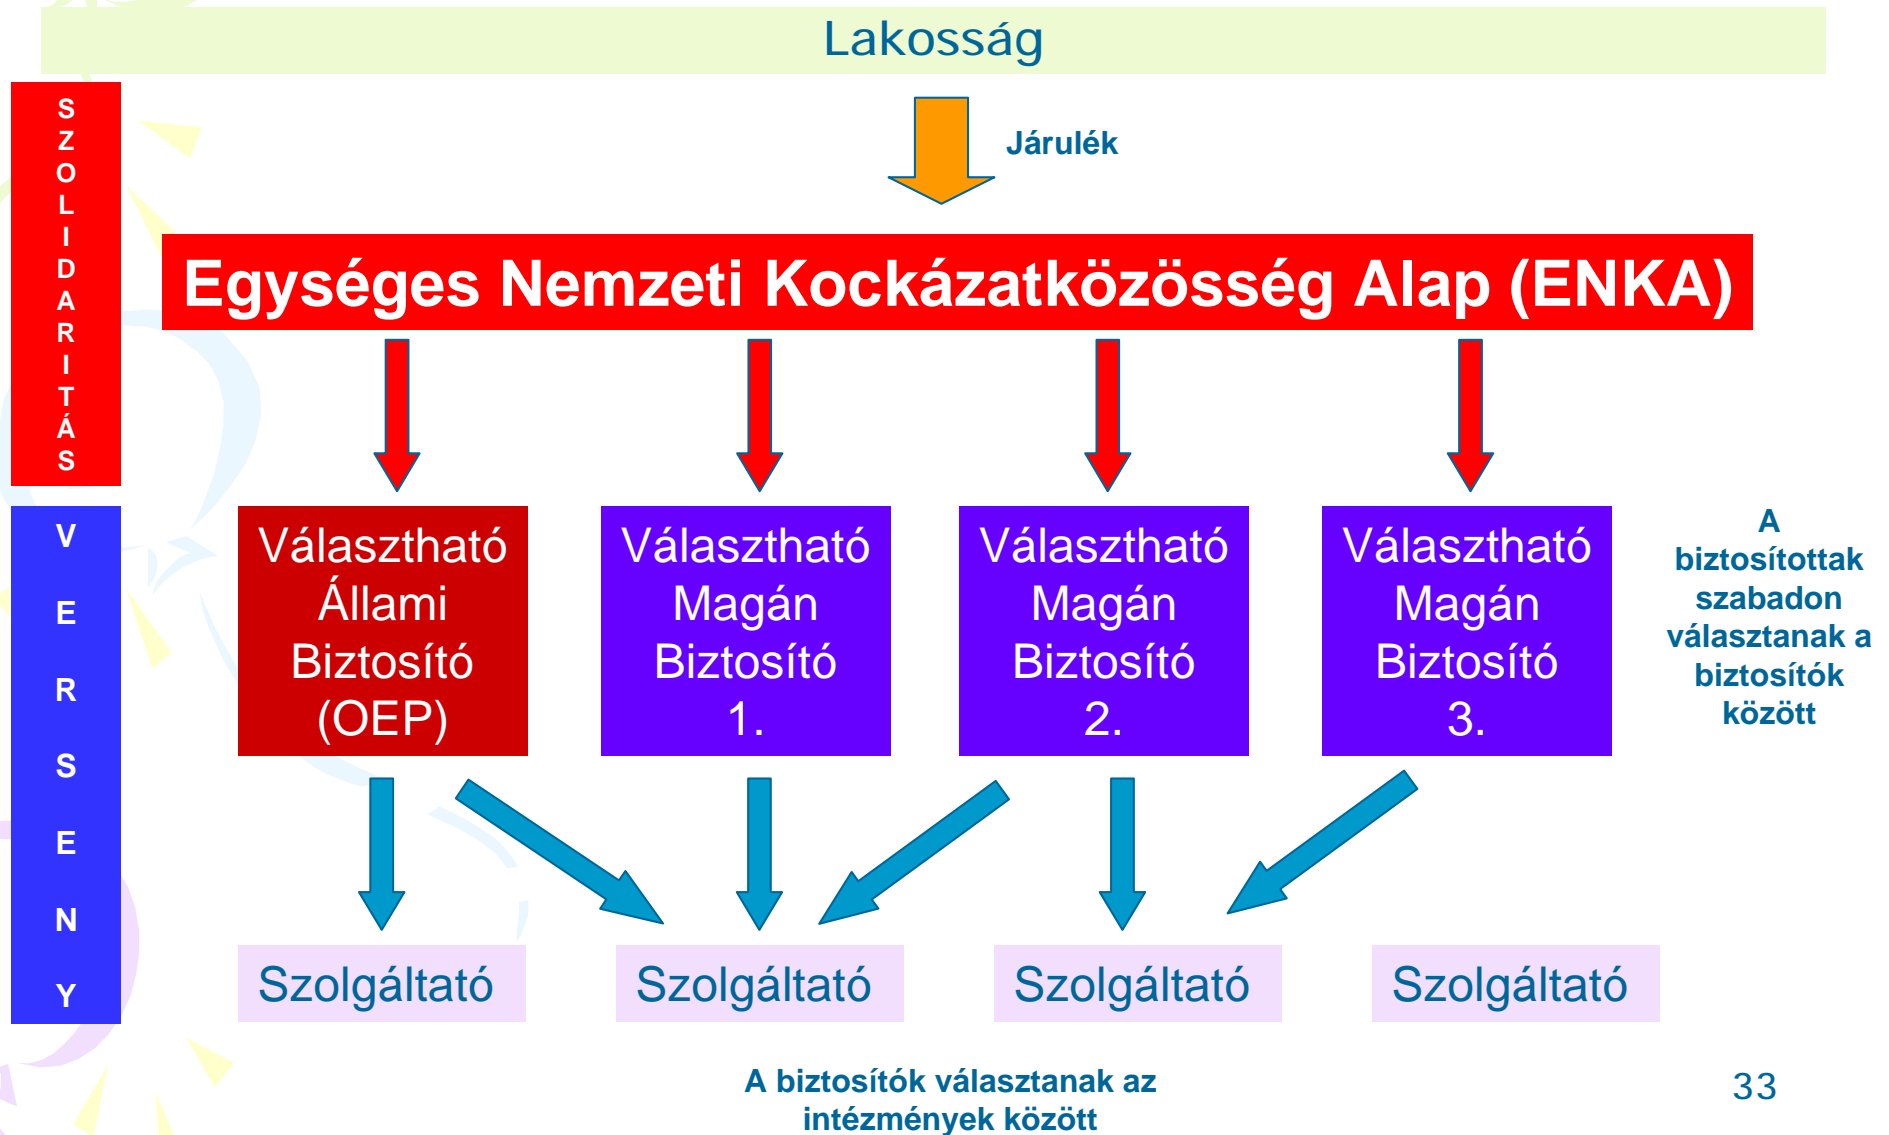 Lakosság
Járulék
SZOLIDARITÁS
Egységes Nemzeti Kockázatközösség Alap (ENKA)
VERSENY
Választható
Állami
Biztosító
(OEP)
Választható
Magán
Biztosító
1.
Választható
Magán
Biztosító
2.
Választható
Magán
Biztosító
3.
A
biztosítottak
szabadon
választanak a
biztosítók
között
Szolgáltató
Szolgáltató
Szolgáltató
Szolgáltató
A biztosítók választanak az
intézmények között
33